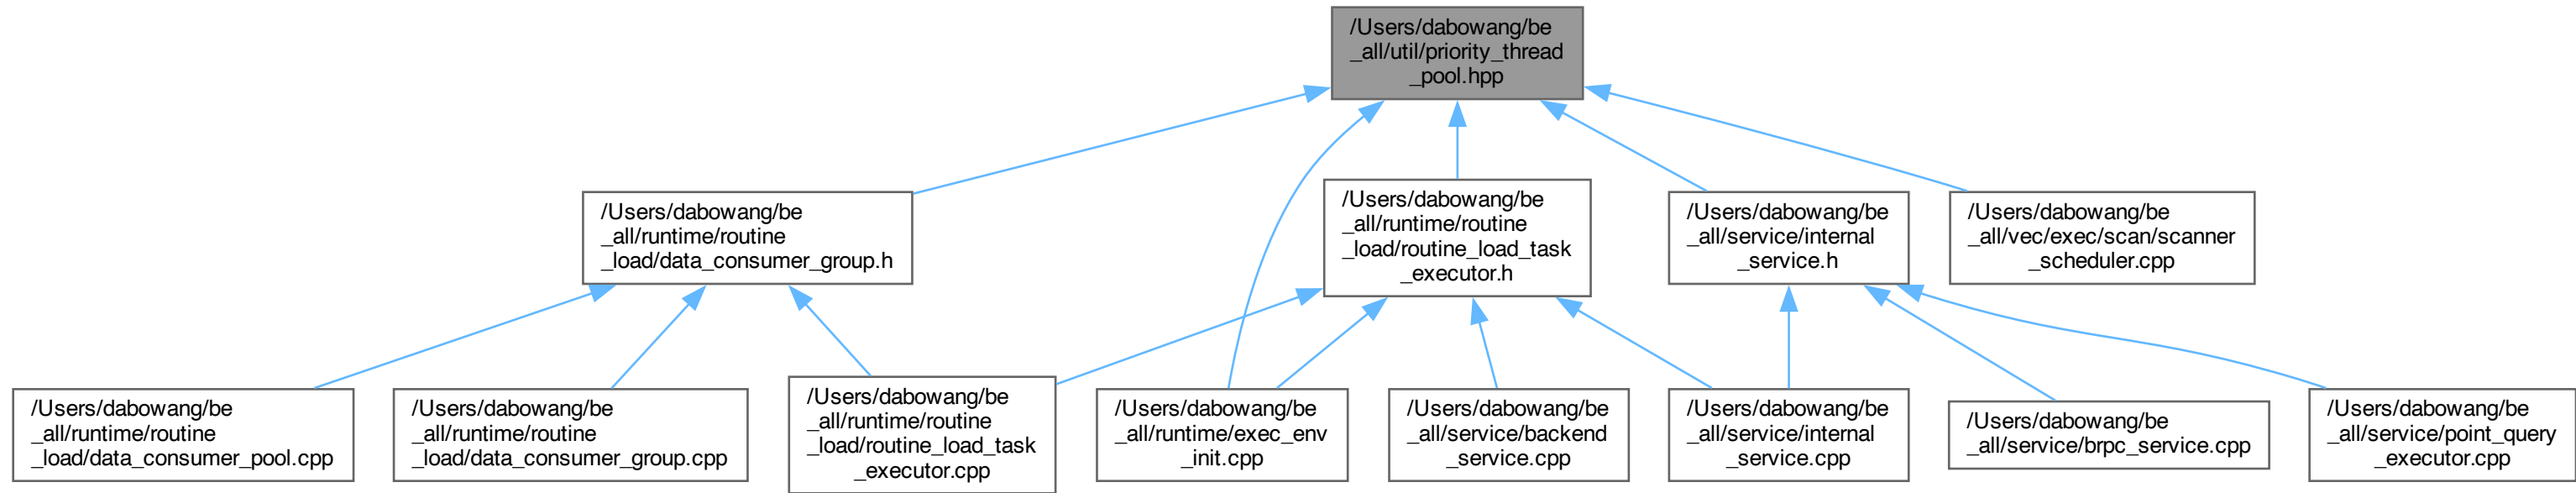 /Users/dabowang/be
_all/util/priority_thread
_pool.hpp
/Users/dabowang/be
_all/runtime/routine
_load/data_consumer_group.h
/Users/dabowang/be
_all/runtime/routine
_load/routine_load_task
_executor.h
/Users/dabowang/be
_all/service/internal
_service.h
/Users/dabowang/be
_all/vec/exec/scan/scanner
_scheduler.cpp
/Users/dabowang/be
_all/runtime/routine
_load/data_consumer_pool.cpp
/Users/dabowang/be
_all/runtime/routine
_load/data_consumer_group.cpp
/Users/dabowang/be
_all/runtime/routine
_load/routine_load_task
_executor.cpp
/Users/dabowang/be
_all/runtime/exec_env
_init.cpp
/Users/dabowang/be
_all/service/backend
_service.cpp
/Users/dabowang/be
_all/service/internal
_service.cpp
/Users/dabowang/be
_all/service/brpc_service.cpp
/Users/dabowang/be
_all/service/point_query
_executor.cpp